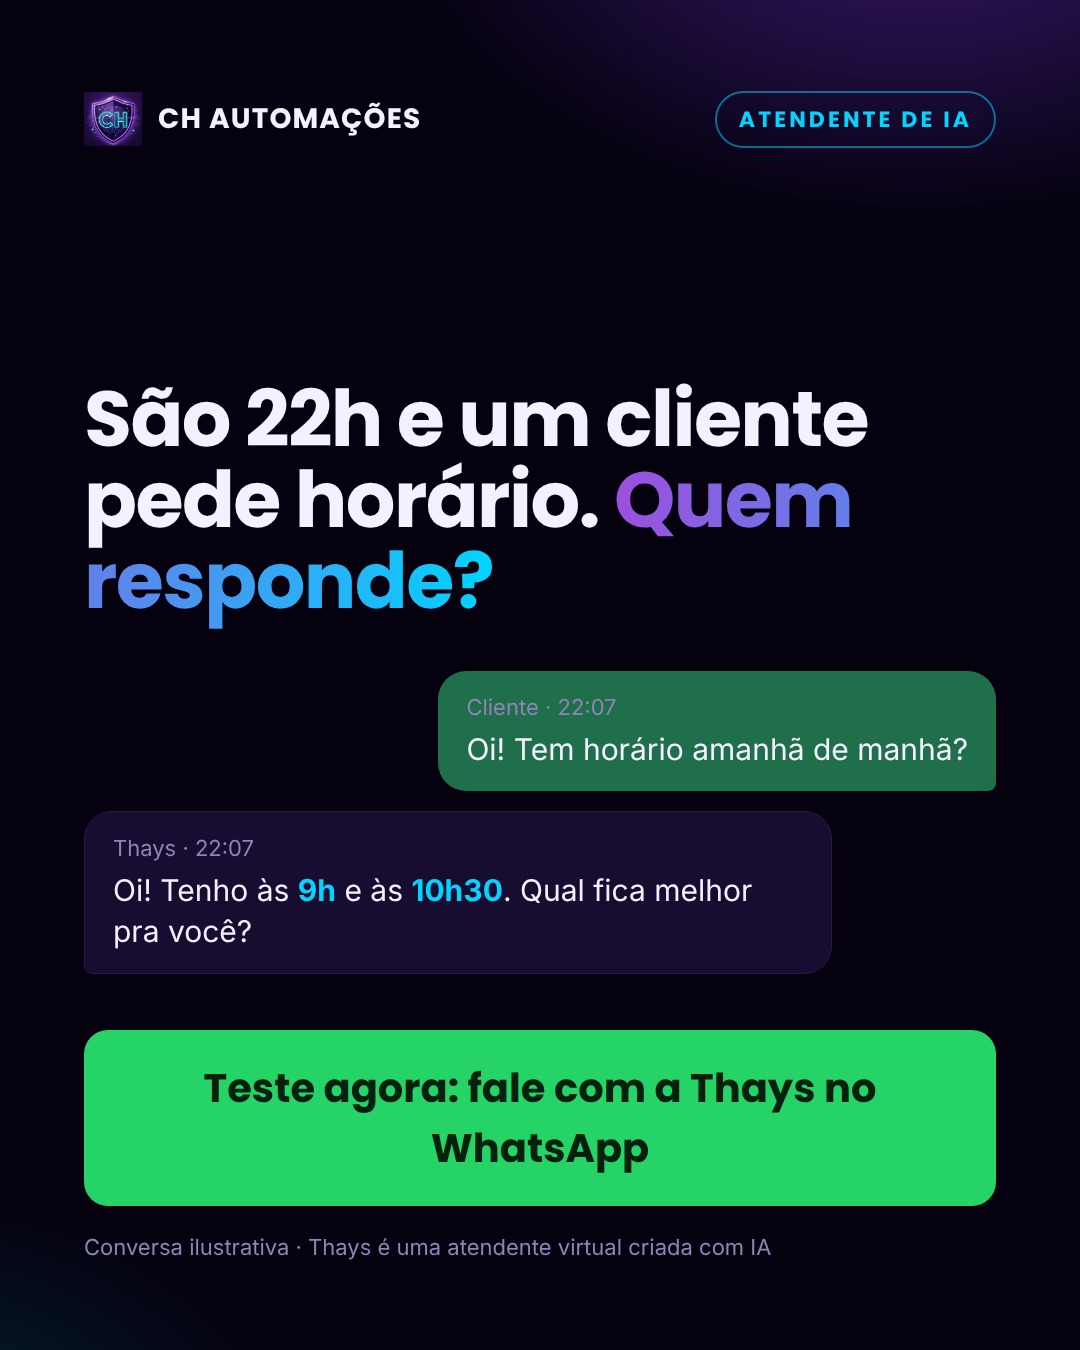 CH
CH AUTOMAÇÕES
ATENDENTE DE IA
São 22h e um cliente
pede horário. Quem
responde?
Cliente · 22:07
Oi! Tem horário amanhã de manhã?
Thays · 22:07
Oi! Tenho às 9h e às 10h30. Qual fica melhor
pra você?
Teste agora: fale com a Thays no
WhatsApp
Conversa ilustrativa · Thays é uma atendente virtual criada com IA